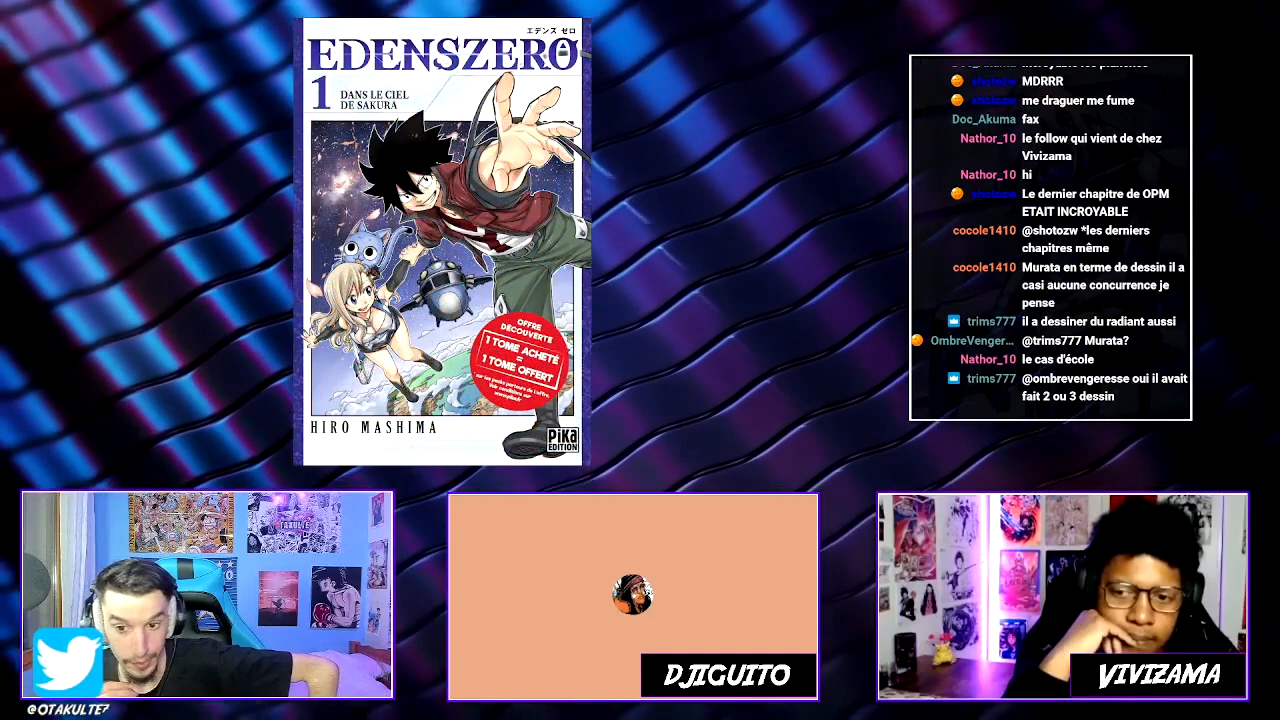 エデンズ ゼロ
EDENSZERO
1 DANS LE CIEL
DE SAKURA
OFFRE
DÉCOUVERTE
1 TOME ACHETÉ
=
1 TOME OFFERT
HIRO MASHIMA
PIKA
EDITION
shotozw MDRRR
shotozw me draguer me fume
Doc_Akuma fax
Nathor_10 le follow qui vient de chez
Vivizama
Nathor_10 hi
shotozw Le dernier chapitre de OPM
ETAIT INCROYABLE
cocole1410 @shotozw *les derniers
chapitres même
cocole1410 Murata en terme de dessin il a
casi aucune concurrence je
pense
trims777 il a dessiner du radiant aussi
OmbreVenger... @trims777 Murata?
Nathor_10 le cas d'école
trims777 @ombrevengeresse oui il avait
fait 2 ou 3 dessin
@OTAKULTE7
DJIGUITO
VIVIZAMA